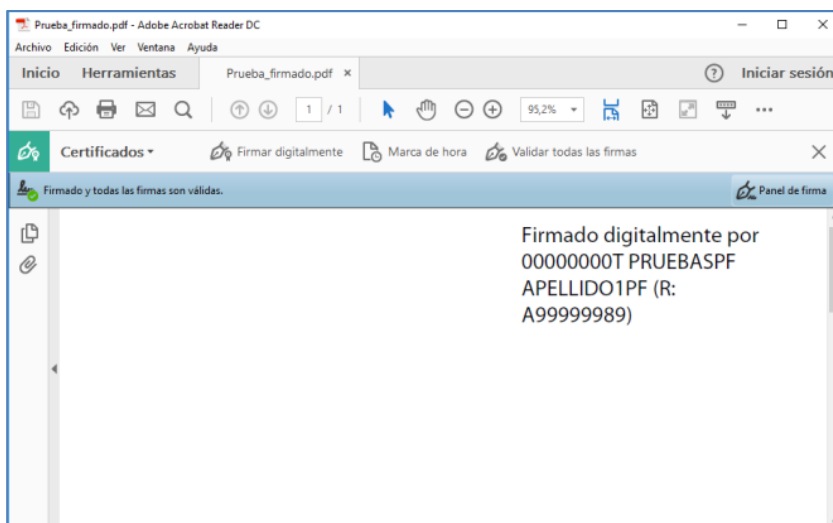 Prueba_firmado.pdf - Adobe Acrobat Reader DC
Archivo Edición Ver Ventana Ayuda
Inicio Herramientas Prueba_firmado.pdf × ? Iniciar sesión
1 / 1 95,2%
Certificados Firmar digitalmente Marca de hora Validar todas las firmas
Firmado y todas las firmas son válidas. Panel de firma
Firmado digitalmente por
00000000T PRUEBASPF
APELLIDO1PF (R:
A99999989)